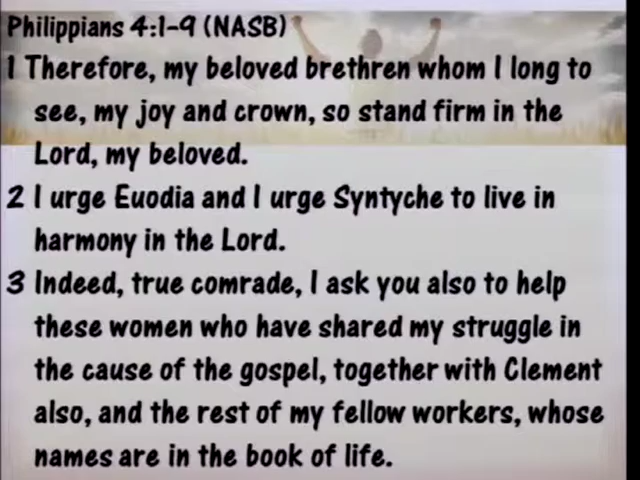 Philippians 4:1-9 (NASB)
1 Therefore, my beloved brethren whom I long to
see, my joy and crown, so stand firm in the
Lord, my beloved.
2 I urge Euodia and I urge Syntyche to live in
harmony in the Lord.
3 Indeed, true comrade, I ask you also to help
these women who have shared my struggle in
the cause of the gospel, together with Clement
also, and the rest of my fellow workers, whose
names are in the book of life.